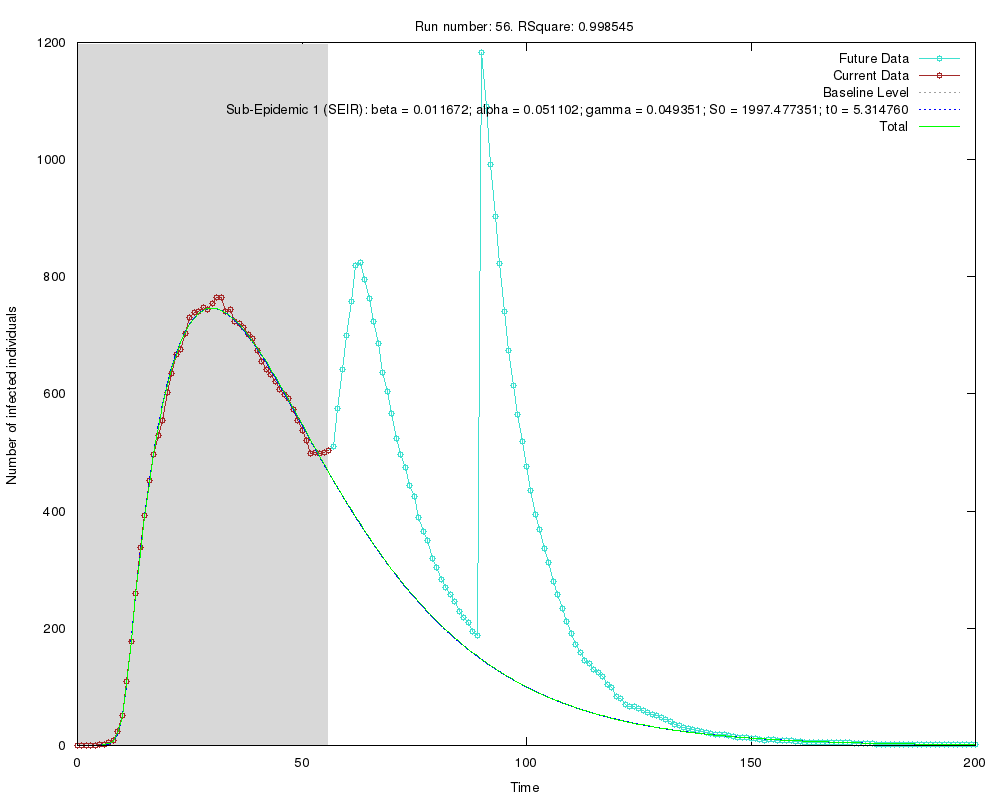 Run number: 56. RSquare: 0.998545
Future Data
Current Data
Baseline Level
Sub-Epidemic 1 (SEIR): beta = 0.011672; alpha = 0.051102; gamma = 0.049351; S0 = 1997.477351; t0 = 5.314760
Total
1200
1000
800
600
400
200
0
Number of infected individuals
0 50 100 150 200
Time